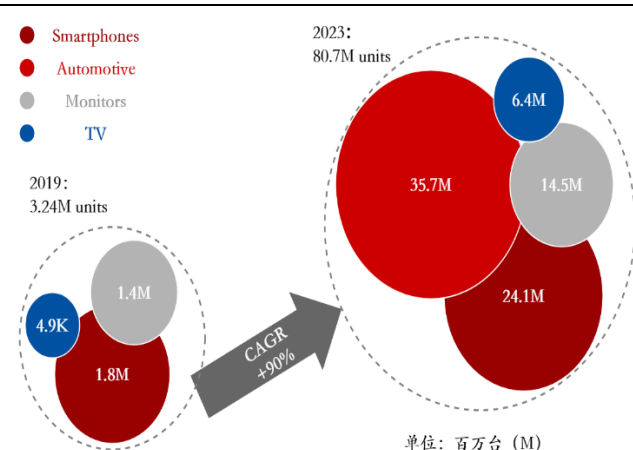 Smartphones
Automotive
Monitors
TV
2019：
3.24M units
4.9K
1.4M
1.8M
CAGR
+90%
2023：
80.7M units
6.4M
35.7M
14.5M
24.1M
单位：百万台（M）